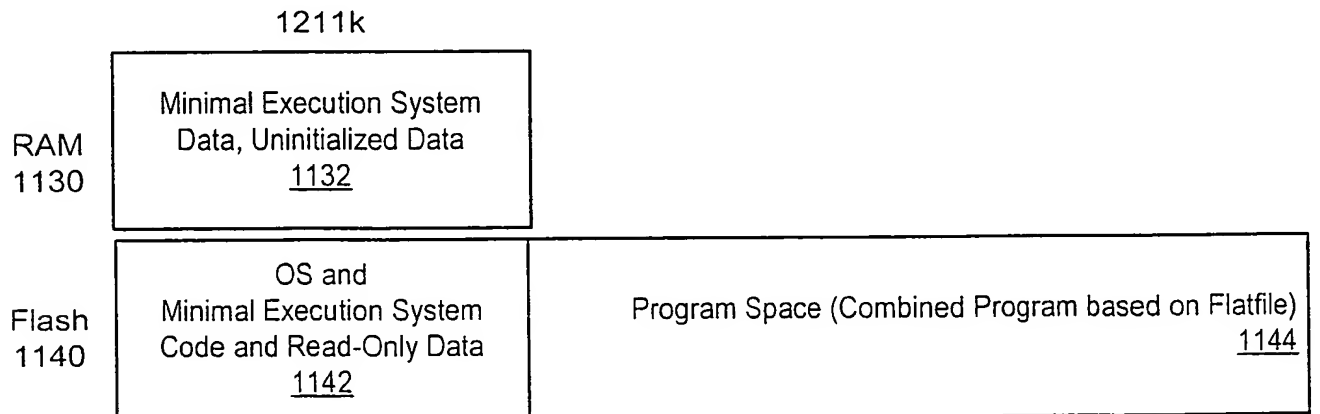 1211k
RAM
1130
Minimal Execution System
Data, Uninitialized Data
1132
Flash
1140
OS and
Minimal Execution System
Code and Read-Only Data
1142
Program Space (Combined Program based on Flatfile)
1144